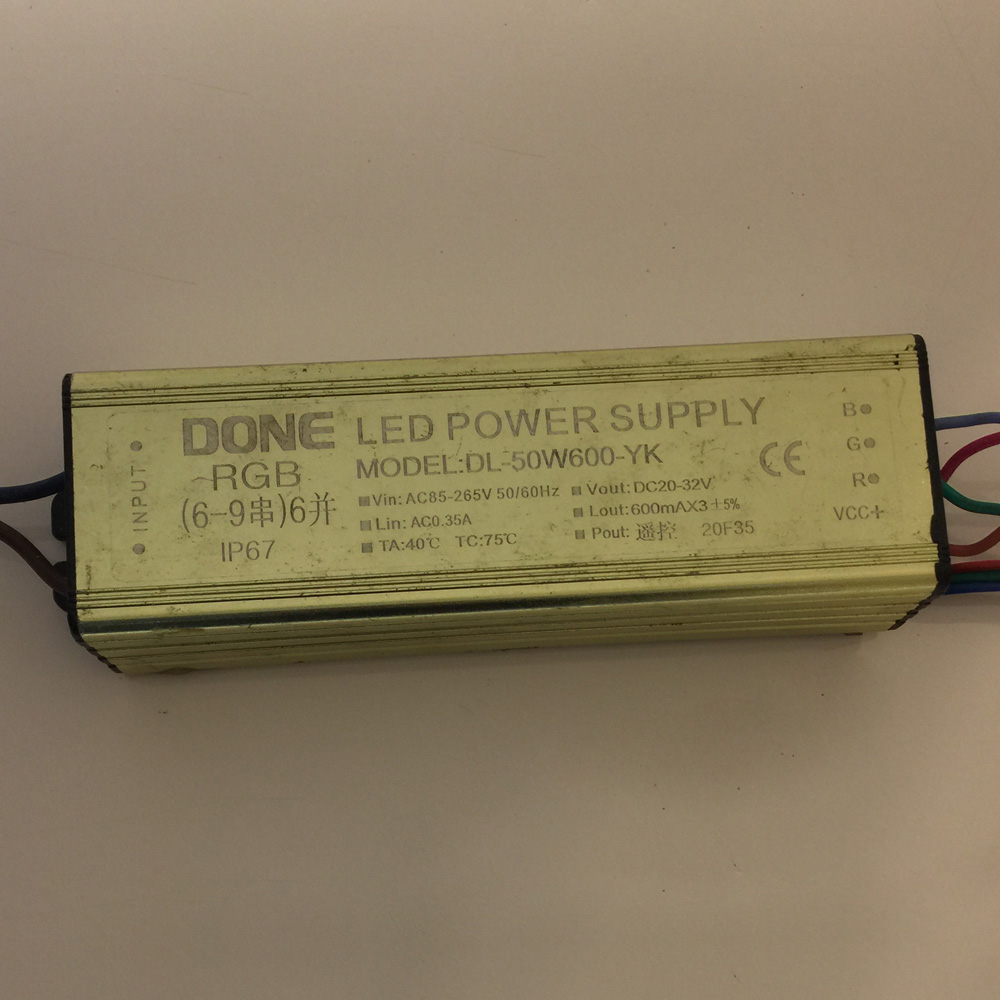 INPUT
DONE
RGB
(6-9串)6并
IP67
LED POWER SUPPLY
MODEL:DL-50W600-YK
Vin: AC85-265V 50/60Hz
Lin: AC0.35A
TA:40℃ TC:75℃
Vout: DC20-32V
Lout: 600mAX3±5%
Pout: 遥控 20F35
CE
B
G
R
VCC+